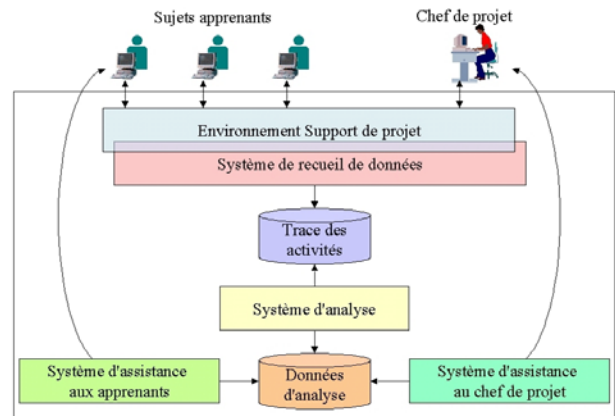 Sujets apprenants
Chef de projet
Environnement Support de projet
Système de recueil de données
Trace des
activités
Système d'analyse
Système d'assistance
aux apprenants
Données
d'analyse
Système d'assistance
au chef de projet